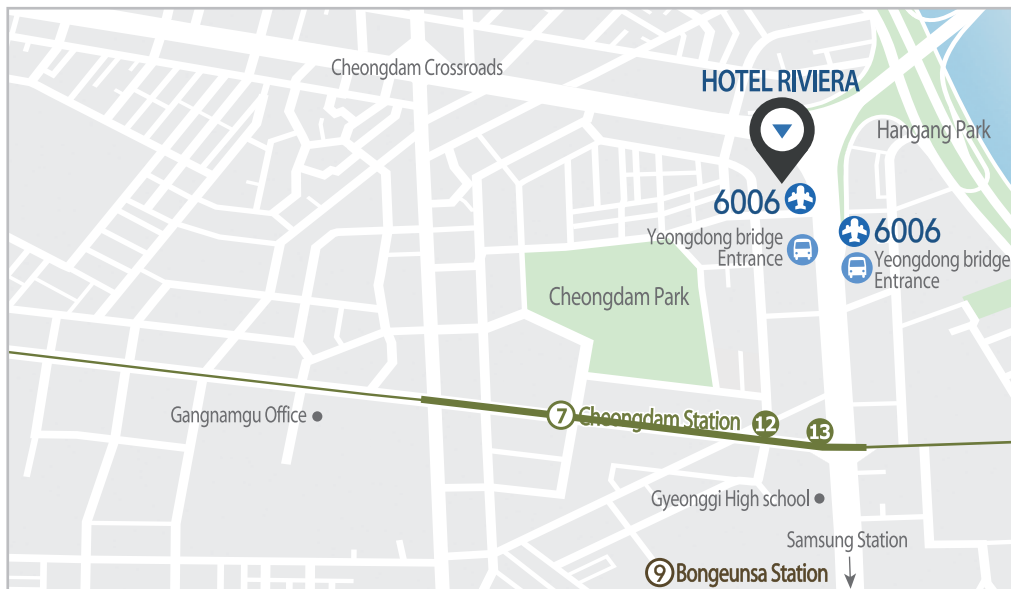 Cheongdam Crossroads
HOTEL RIVIERA
Hangang Park
6006
6006
Yeongdong bridge
Entrance
Yeongdong bridge
Entrance
Cheongdam Park
7 Cheongdam Station
12
13
Gangnamgu Office
Gyeonggi High school
Samsung Station
9 Bongeunsa Station